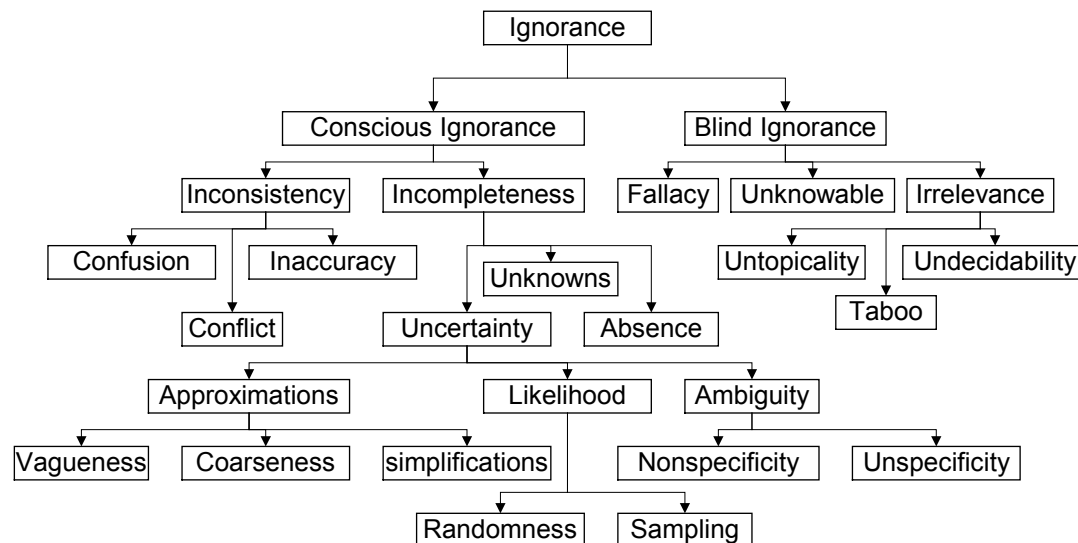 Ignorance
Conscious Ignorance
Blind Ignorance
Inconsistency
Incompleteness
Fallacy
Unknowable
Irrelevance
Confusion
Inaccuracy
Unknowns
Untopicality
Undecidability
Conflict
Uncertainty
Absence
Taboo
Approximations
Likelihood
Ambiguity
Vagueness
Coarseness
simplifications
Nonspecificity
Unspecificity
Randomness
Sampling